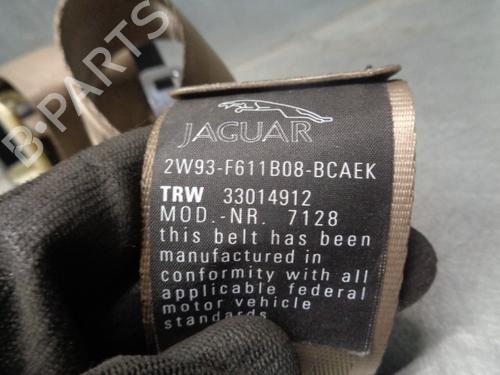 JAGUAR
2W93-F611B08-BCAEK
TRW 33014912
MOD.-NR. 7128
this belt has been
manufactured in
conformity with all
applicable federal
motor vehicle
standards.
B-PARTS